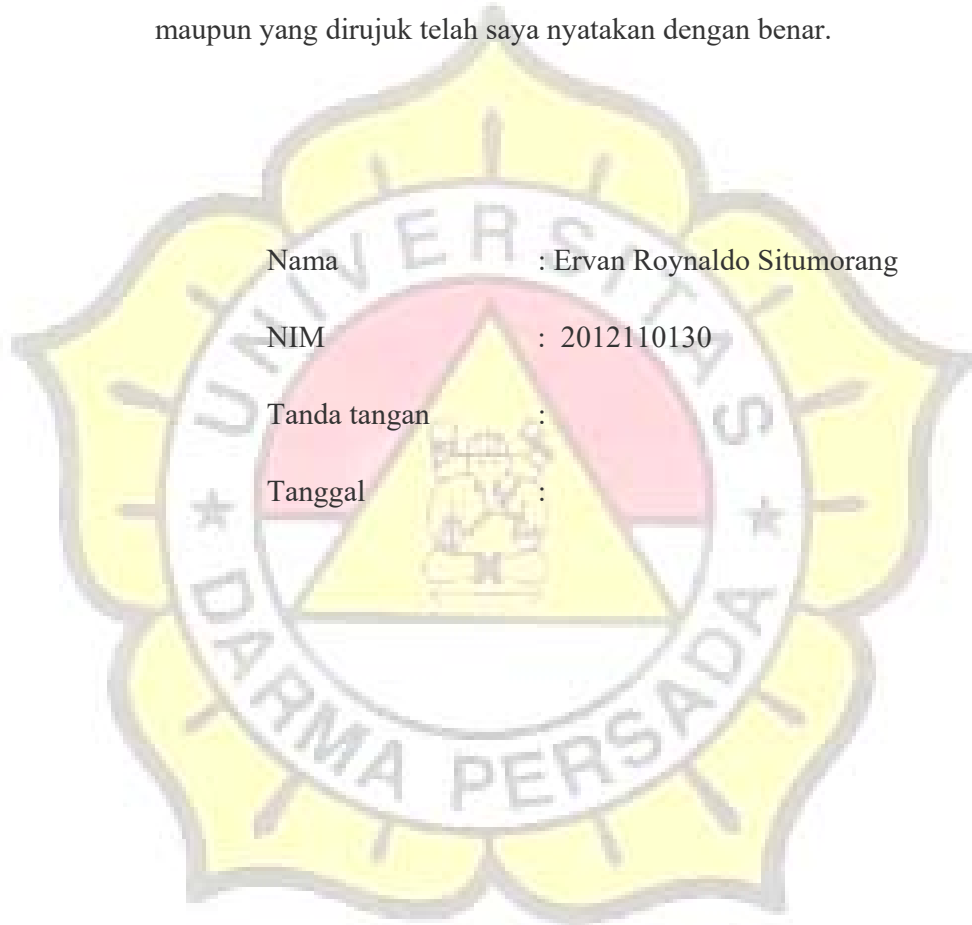 maupun yang dirujuk telah saya nyatakan dengan benar.
Nama : Ervan Roynaldo Situmorang
NIM : 2012110130
Tanda tangan :
Tanggal :
UNIVERSITAS
DARMA PERSADA